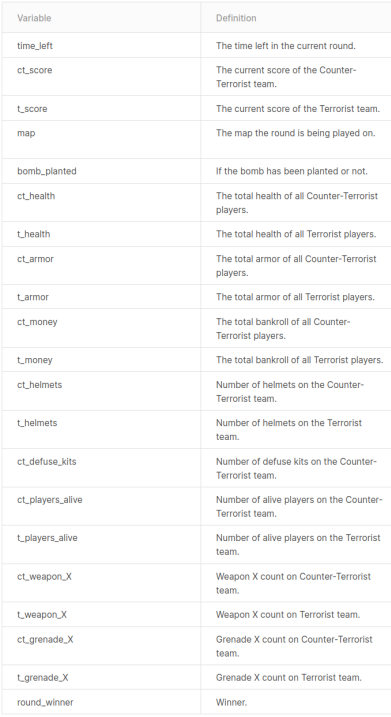 Variable Definition
time_left The time left in the current round.
ct_score The current score of the Counter-
Terrorist team.
t_score The current score of the Terrorist team.
map The map the round is being played on.
bomb_planted If the bomb has been planted or not.
ct_health The total health of all Counter-Terrorist
players.
t_health The total health of all Terrorist players.
ct_armor The total armor of all Counter-Terrorist
players.
t_armor The total armor of all Terrorist players.
ct_money The total bankroll of all Counter-
Terrorist players.
t_money The total bankroll of all Terrorist players.
ct_helmets Number of helmets on the Counter-
Terrorist team.
t_helmets Number of helmets on the Terrorist
team.
ct_defuse_kits Number of defuse kits on the Counter-
Terrorist team.
ct_players_alive Number of alive players on the Counter-
Terrorist team.
t_players_alive Number of alive players on the Terrorist
team.
ct_weapon_X Weapon X count on Counter-Terrorist
team.
t_weapon_X Weapon X count on Terrorist team.
ct_grenade_X Grenade X count on Counter-Terrorist
team.
t_grenade_X Grenade X count on Terrorist team.
round_winner Winner.